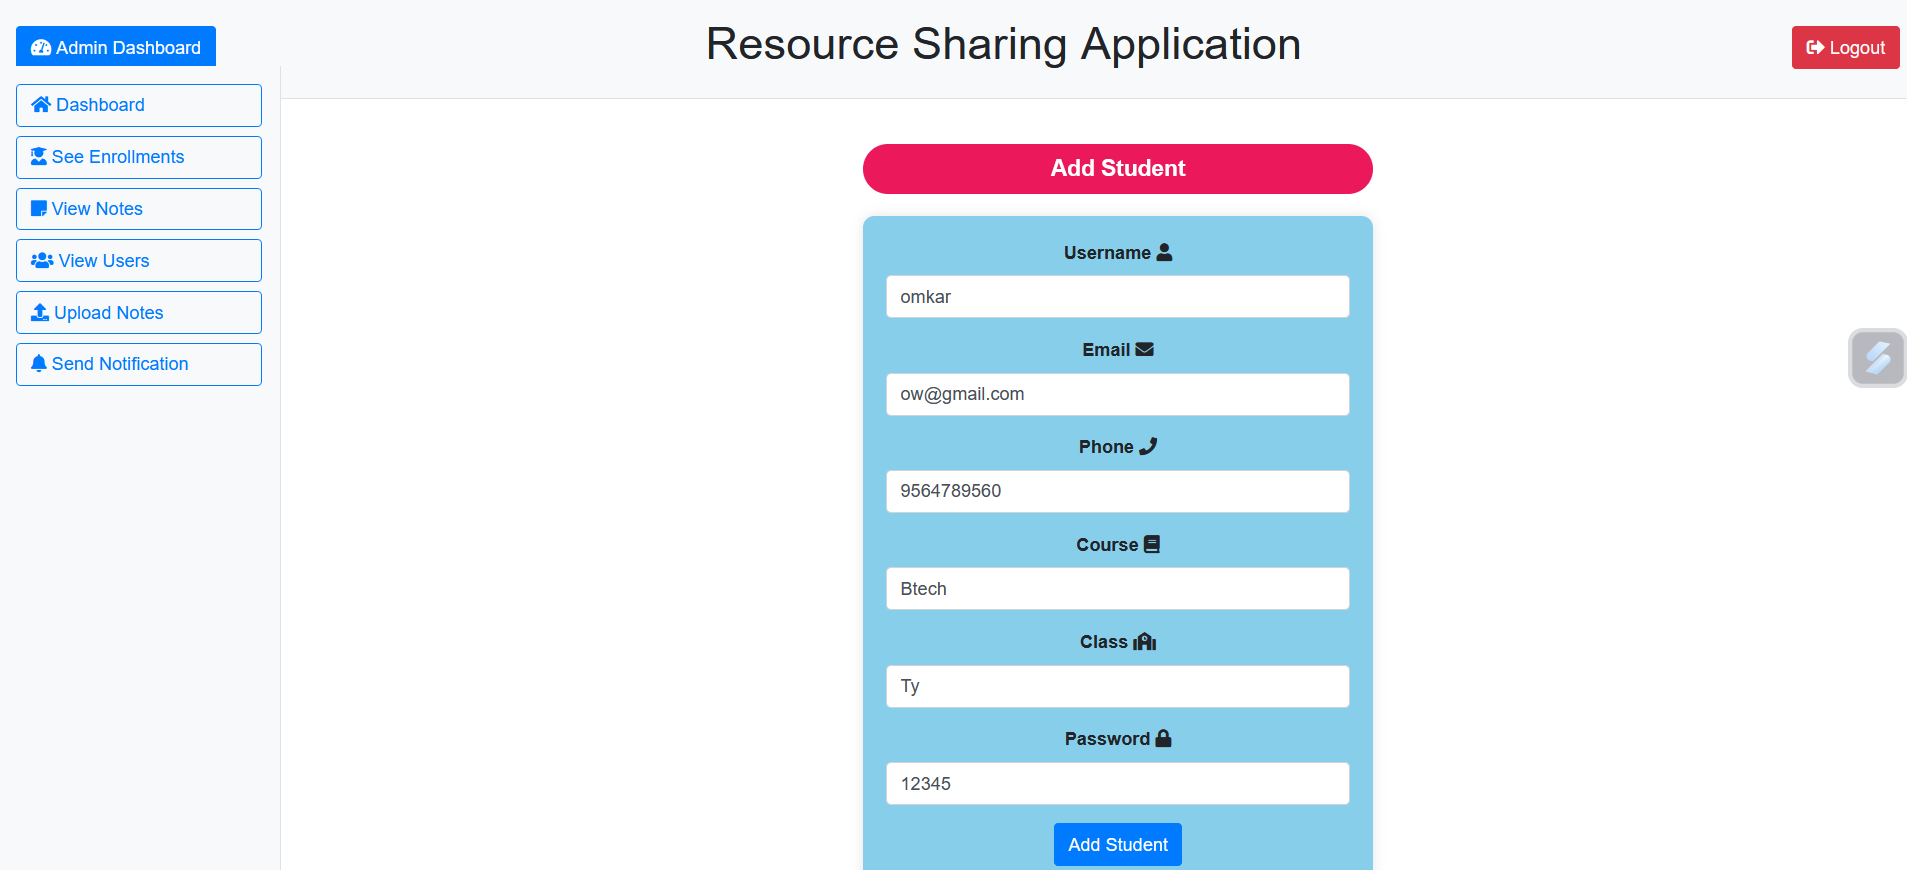 Admin Dashboard
Resource Sharing Application
Logout
Dashboard
See Enrollments
View Notes
View Users
Upload Notes
Send Notification
Add Student
Username
omkar
Email
ow@gmail.com
Phone
9564789560
Course
Btech
Class
Ty
Password
12345
Add Student